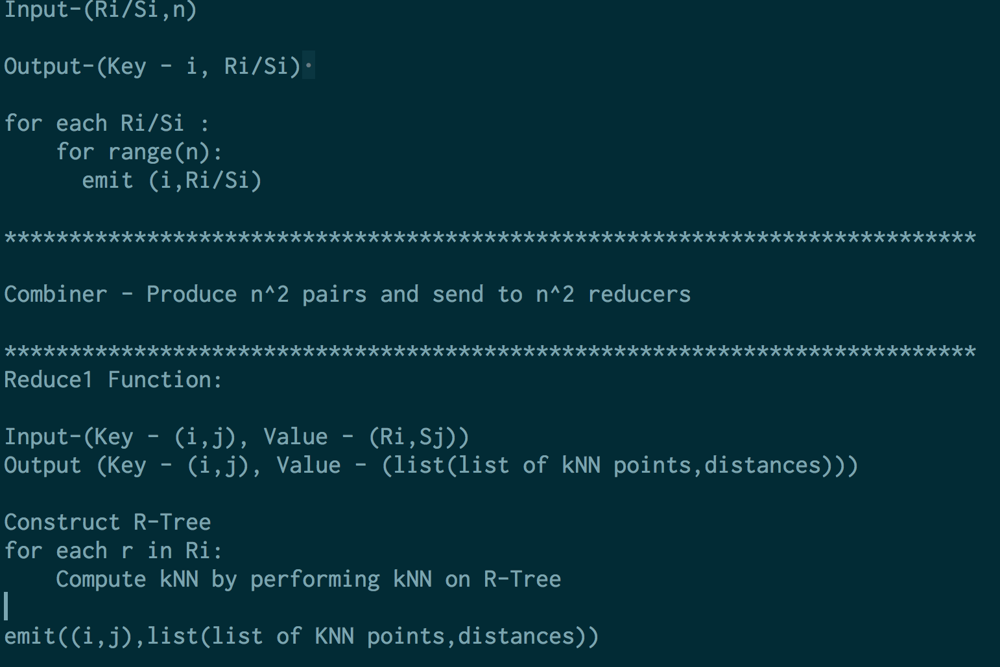 Input-(Ri/Si,n)
Output-(Key - i, Ri/Si)
for each Ri/Si :
    for range(n):
      emit (i,Ri/Si)
***************************************************************************
Combiner - Produce n^2 pairs and send to n^2 reducers
***************************************************************************
Reduce1 Function:
Input-(Key - (i,j), Value - (Ri,Sj))
Output (Key - (i,j), Value - (list(list of kNN points,distances)))
Construct R-Tree
for each r in Ri:
    Compute kNN by performing kNN on R-Tree
emit((i,j),list(list of KNN points,distances))